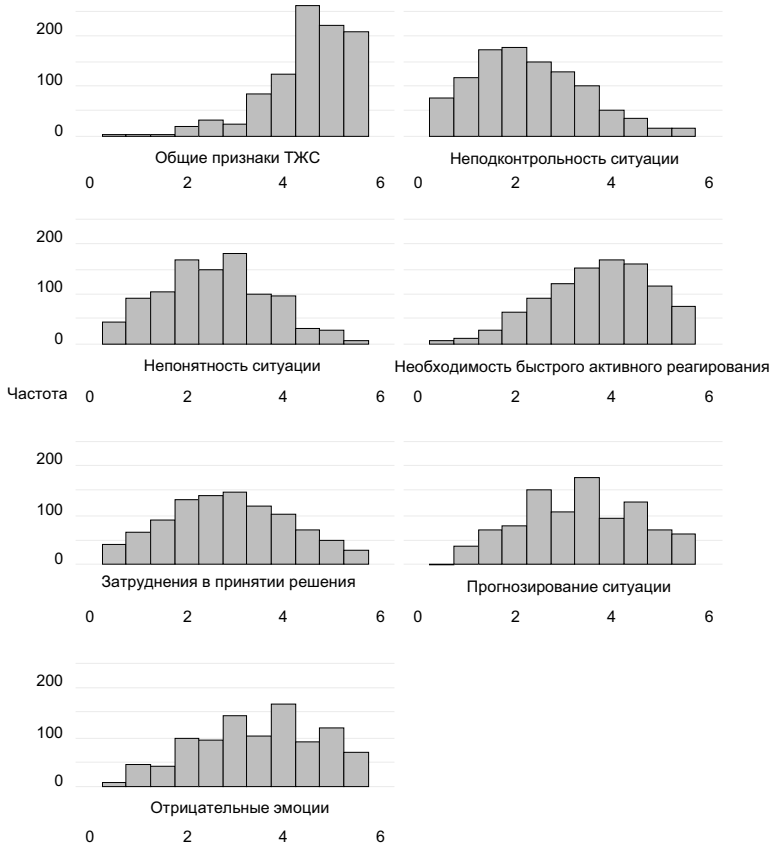 200
100
0
Общие признаки ТЖС
0 2 4 6
Неподконтрольность ситуации
0 2 4 6
200
100
0
Непонятность ситуации
Частота 0 2 4 6
Необходимость быстрого активного реагирования
0 2 4 6
200
100
0
Затруднения в принятии решения
0 2 4 6
Прогнозирование ситуации
0 2 4 6
200
100
0
Отрицательные эмоции
0 2 4 6